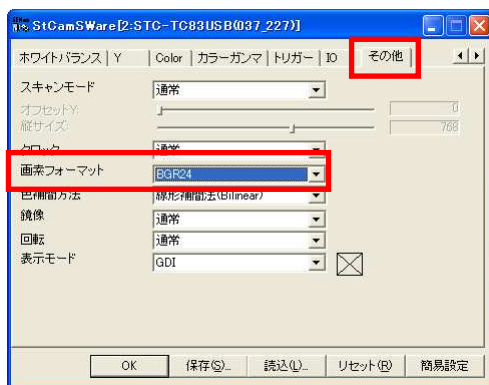 StCamSWare[2:STC-TC83USB(037_227)]
ホワイトバランス Y Color カラーガンマ トリガー IO その他
スキャンモード 通常
オフセットY: 0
縦サイズ: 768
クロック 通常
画素フォーマット BGR24
色補間方法 線形補間法(Bilinear)
鏡像 通常
回転 通常
表示モード GDI
OK 保存(S)... 読込(L)... リセット(R) 簡易設定